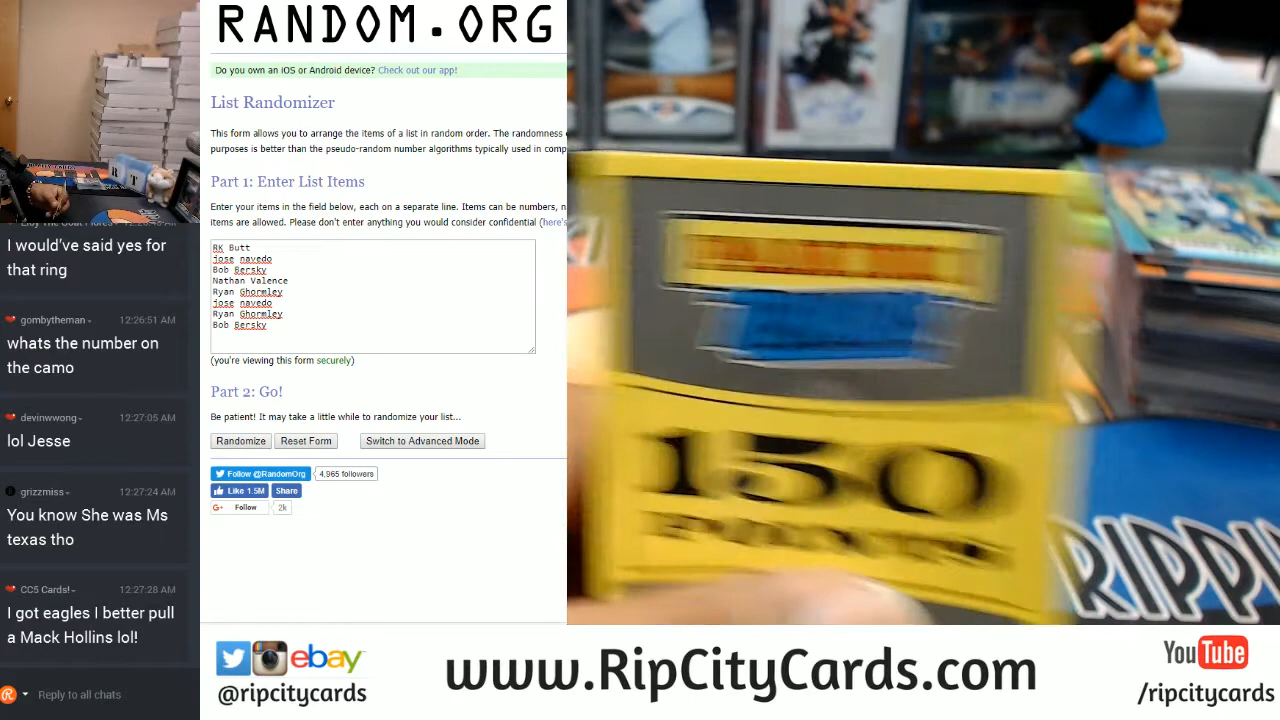 RANDOM.ORG
Do you own an iOS or Android device? Check out our app!
List Randomizer
This form allows you to arrange the items of a list in random order. The randomness
purposes is better than the pseudo-random number algorithms typically used in comp
Part 1: Enter List Items
Enter your items in the field below, each on a separate line. Items can be numbers, n
items are allowed. Please don't enter anything you would consider confidential (here's
RK Butt
jose navedo
Bob Bersky
Nathan Valence
Ryan Ghormley
jose navedo
Ryan Ghormley
Bob Bersky
(you're viewing this form securely)
Part 2: Go!
Be patient! It may take a little while to randomize your list...
Randomize
Reset Form
Switch to Advanced Mode
Follow @RandomOrg
4,965 followers
Like 1.5M
Share
Follow
2k
I would've said yes for
that ring
gombytheman
12:26:51 AM
whats the number on
the camo
devinwwong
12:27:05 AM
lol Jesse
grizzmiss
12:27:24 AM
You know She was Ms
texas tho
CC5 Cards!
12:27:28 AM
I got eagles I better pull
a Mack Hollins lol!
Reply to all chats
150
POINTS
RIPPI
ebay
@ripcitycards
www.RipCityCards.com
YouTube
/ripcitycards